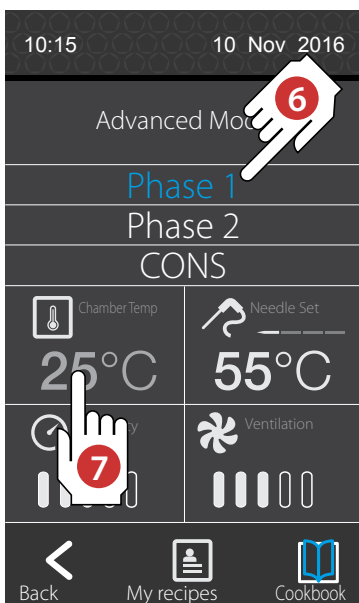 10:15 10 Nov 2016
Advanced Mod
6
Phase 1
Phase 2
CONS
Chamber Temp
Needle Set
25°C
55°C
7
Ventilation
Back
My recipes
Cookbook